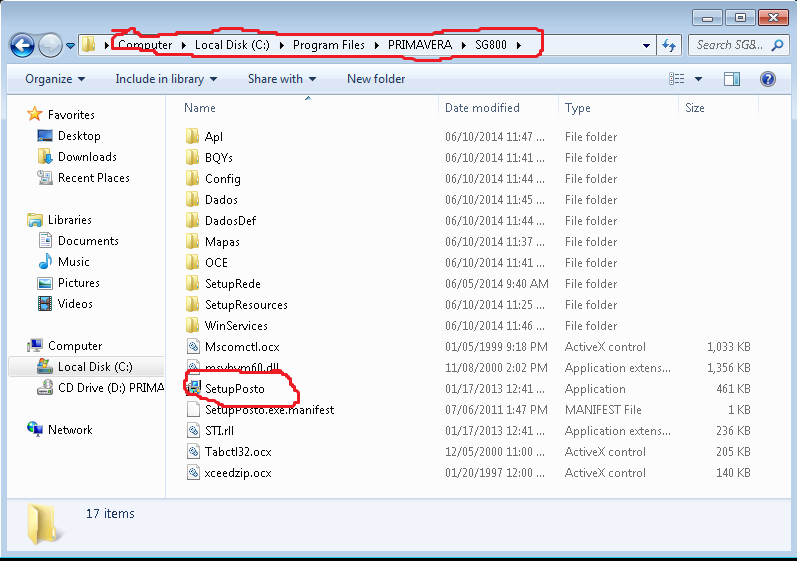 Computer ▸ Local Disk (C:) ▸ Program Files ▸ PRIMAVERA ▸ SG800 ▸ Search SG8...
Organize Include in library Share with New folder
Name Date modified Type Size
Favorites
Desktop
Downloads
Recent Places
Libraries
Documents
Music
Pictures
Videos
Computer
Local Disk (C:)
CD Drive (D:) PRIMA
Network
Apl 06/10/2014 11:47 ... File folder
BQYs 06/10/2014 11:41 ... File folder
Config 06/10/2014 11:44 ... File folder
Dados 06/10/2014 11:45 ... File folder
DadosDef 06/10/2014 11:44 ... File folder
Mapas 06/10/2014 11:37 ... File folder
OCE 06/10/2014 11:41 ... File folder
SetupRede 06/05/2014 9:40 AM File folder
SetupResources 06/10/2014 11:25 ... File folder
WinServices 06/10/2014 11:46 ... File folder
Mscomctl.ocx 01/05/1999 9:18 PM ActiveX control 1,033 KB
msvbvm60.dll 11/08/2000 2:02 PM Application extens... 1,356 KB
SetupPosto 01/17/2013 12:41 ... Application 461 KB
SetupPosto.exe.manifest 07/06/2011 1:47 PM MANIFEST File 1 KB
STI.rll 01/17/2013 12:41 ... Application extens... 236 KB
Tabctl32.ocx 12/05/2000 11:00 ... ActiveX control 205 KB
xceedzip.ocx 01/20/1997 12:00 ... ActiveX control 140 KB
17 items